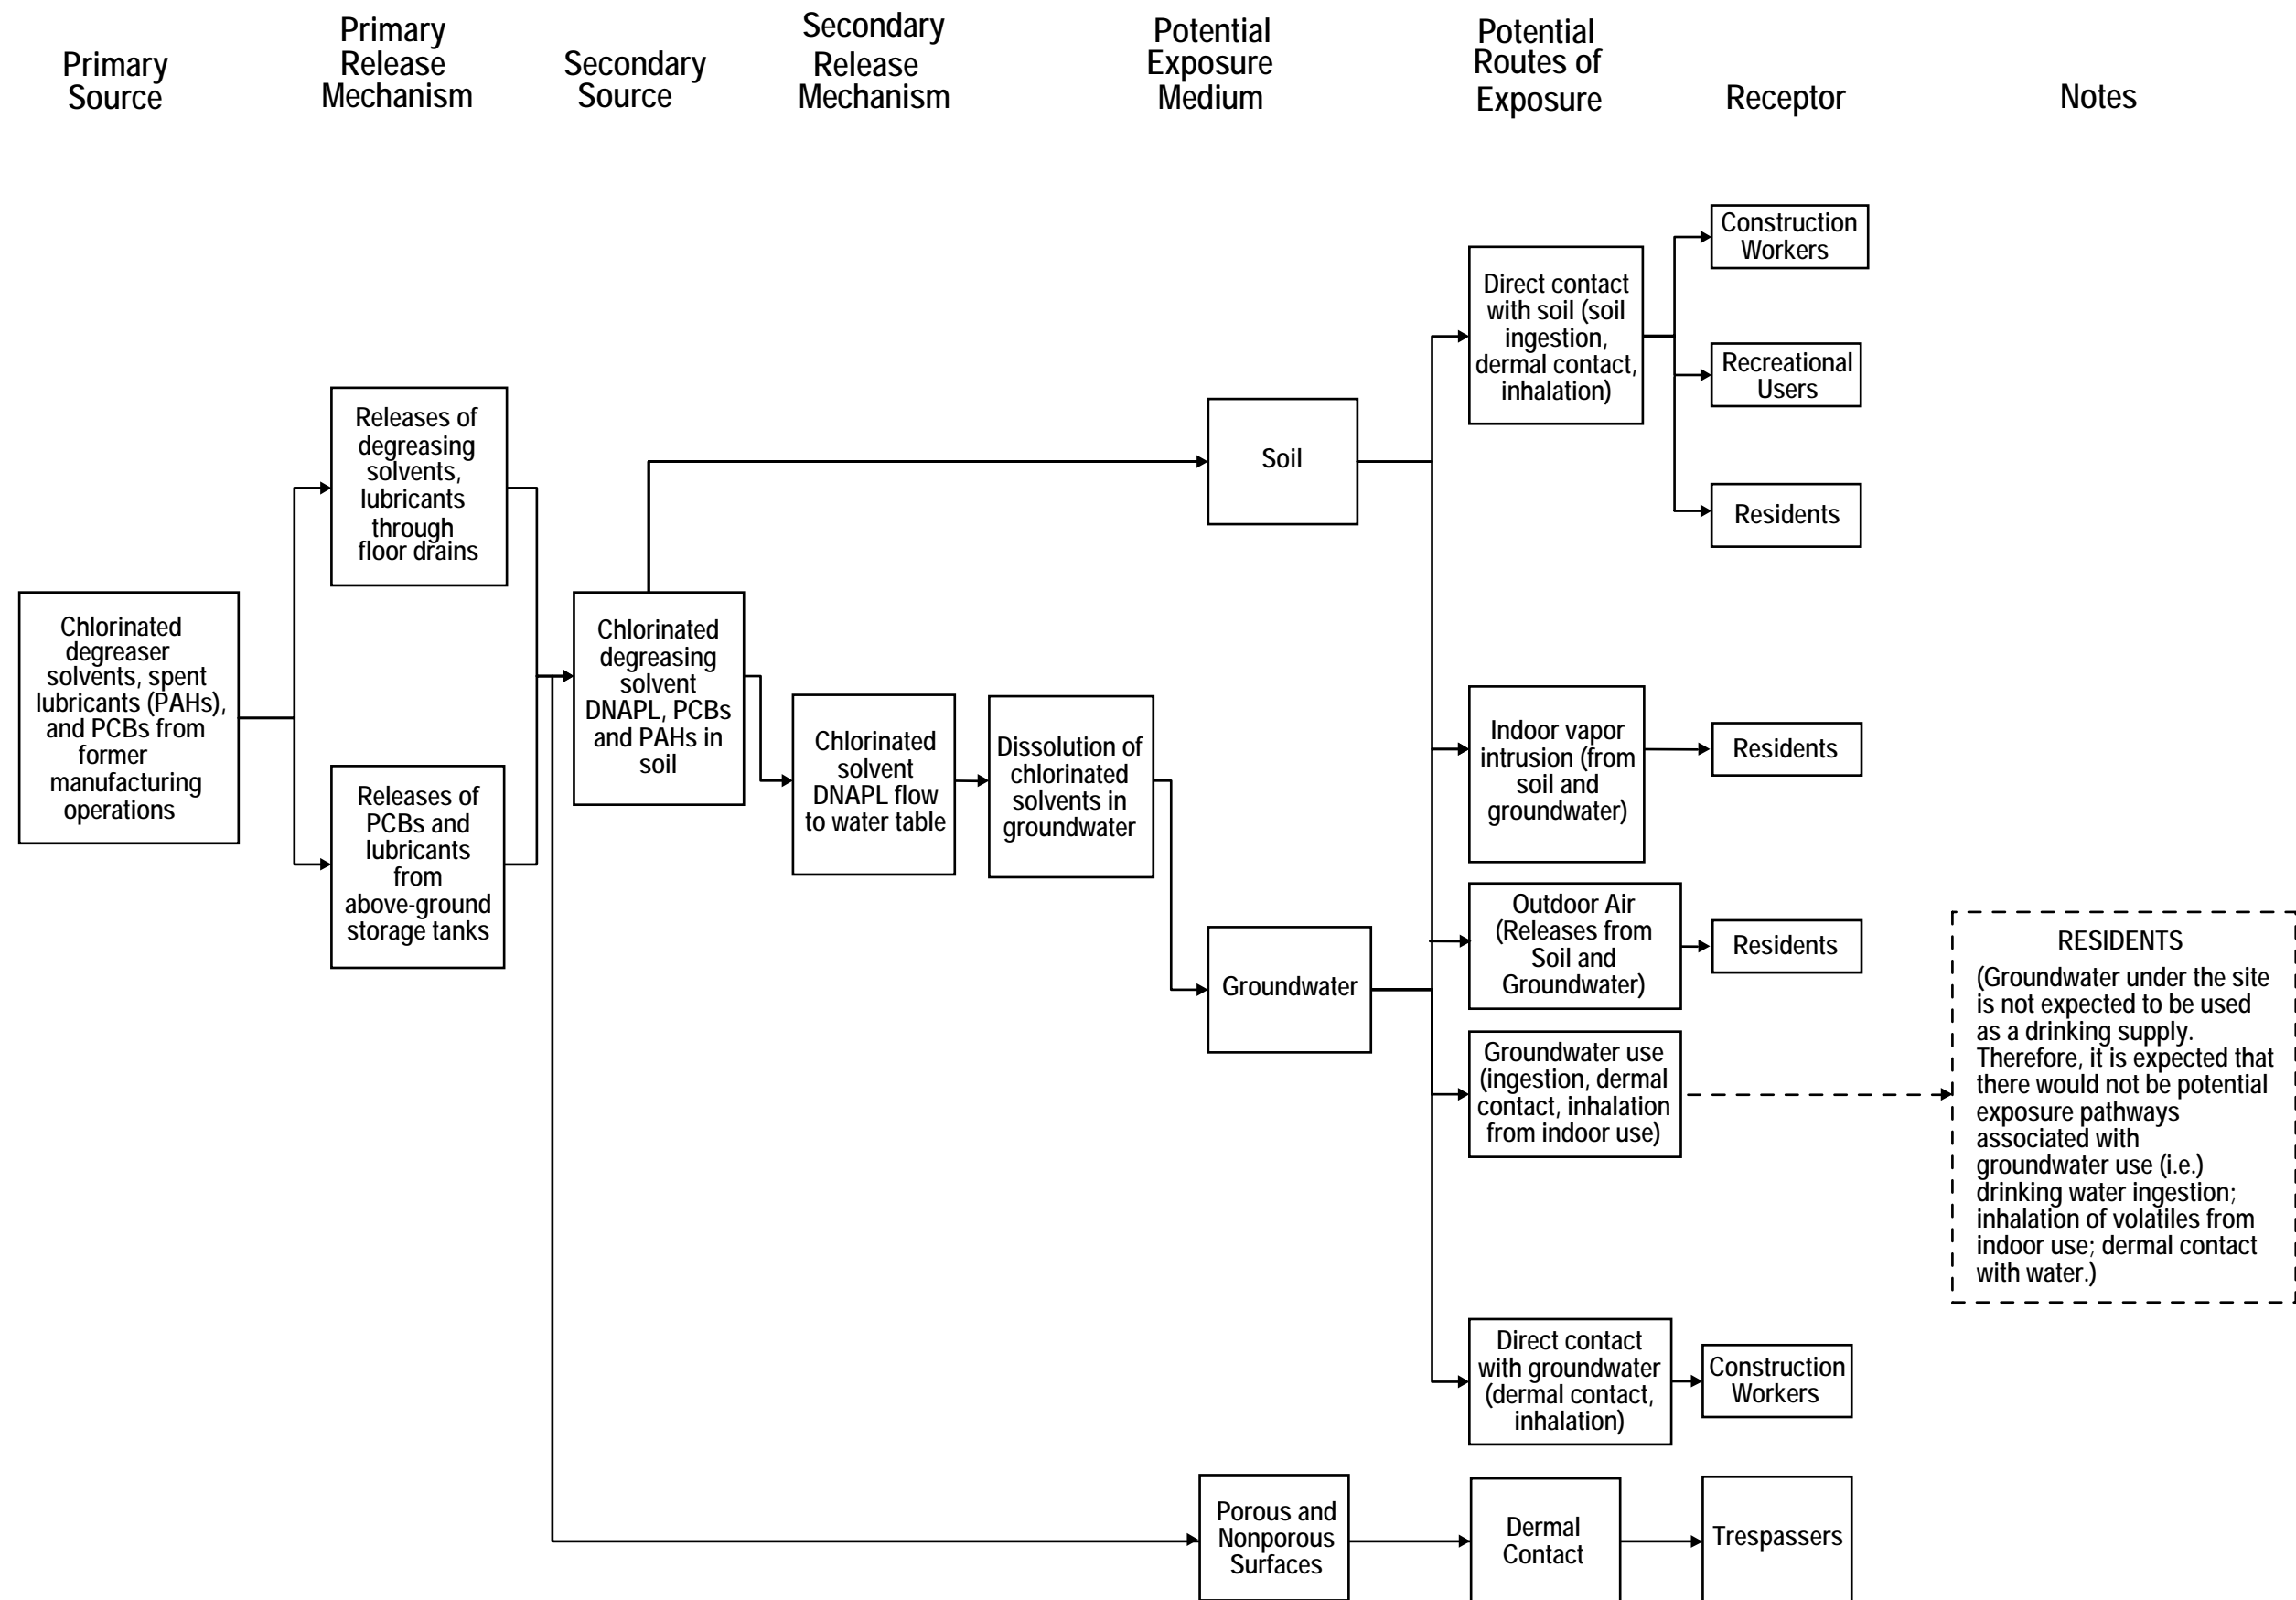 Primary
Source
Primary
Release
Mechanism
Secondary
Source
Secondary
Release
Mechanism
Potential
Exposure
Medium
Potential
Routes of
Exposure
Receptor
Notes
Chlorinated
degreaser
solvents, spent
lubricants (PAHs),
and PCBs from
former
manufacturing
operations
Releases of
degreasing
solvents,
lubricants
through
floor drains
Releases of
PCBs and
lubricants
from
above-ground
storage tanks
Chlorinated
degreasing
solvent
DNAPL, PCBs
and PAHs in
soil
Chlorinated
solvent
DNAPL flow
to water table
Dissolution of
chlorinated
solvents in
groundwater
Soil
Groundwater
Porous and
Nonporous
Surfaces
Direct contact
with soil (soil
ingestion,
dermal contact,
inhalation)
Construction
Workers
Recreational
Users
Residents
Indoor vapor
intrusion (from
soil and
groundwater)
Residents
Outdoor Air
(Releases from
Soil and
Groundwater)
Residents
Groundwater use
(ingestion, dermal
contact, inhalation
from indoor use)
RESIDENTS
(Groundwater under the site
is not expected to be used
as a drinking supply.
Therefore, it is expected that
there would not be potential
exposure pathways
associated with
groundwater use (i.e.)
drinking water ingestion;
inhalation of volatiles from
indoor use; dermal contact
with water.)
Direct contact
with groundwater
(dermal contact,
inhalation)
Construction
Workers
Dermal
Contact
Trespassers